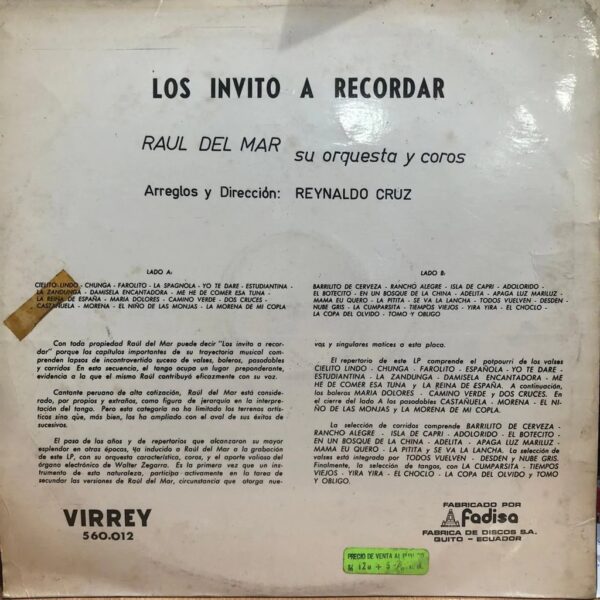 LOS INVITO A RECORDAR
RAUL DEL MAR su orquesta y coros
Arreglos y Dirección: REYNALDO CRUZ
LADO A:
CIELITO LINDO - CHUNGA - FAROLITO - LA SPAGNOLA - YO TE DARE - ESTUDIANTINA
LA ZANDUNGA - DAMISELA ENCANTADORA - ME HE DE COMER ESA TUNA -
LA REINA DE ESPAÑA - MARIA DOLORES - CAMINO VERDE - DOS CRUCES -
CASTAÑUELA - MORENA - EL NIÑO DE LAS MONJAS - LA MORENA DE MI COPLA
LADO B:
BARRILITO DE CERVEZA - RANCHO ALEGRE - ISLA DE CAPRI - ADOLORIDO -
EL BOTECITO - EN UN BOSQUE DE LA CHINA - ADELITA - APAGA LUZ MARILUZ -
MAMA EU QUERO - LA PITITA - SE VA LA LANCHA - TODOS VUELVEN - DESDEN -
NUBE GRIS - LA CUMPARSITA - TIEMPOS VIEJOS - YIRA YIRA - EL CHOCLO -
LA COPA DEL OLVIDO - TOMO Y OBLIGO
Con toda propiedad Raúl del Mar puede decir "Los invito a recor-
dar" porque los capítulos importantes de su trayectoria musical com-
prenden lapsos de incontrovertido suceso de valses, boleros, pasodobles
y corridos. En esta secuencia, el tango ocupa un lugar preponderante,
evidencia a la que el mismo Raúl contribuyó eficazmente con su voz.
Cantante peruano de alta cotización, Raúl del Mar está conside-
rado, por propios y extraños, como figura de jerarquía en la interpre-
tación del tango. Pero esta categoría no ha limitado los terrenos artís-
ticos sino que, más bien, los ha ampliado con el aval de sus éxitos de
sucesivos.
El paso de los años y de repertorios que alcanzaron su mayor
esplendor en otras épocas, ha inducido a Raúl del Mar a la grabación
de este LP, con su orquesta característica, coros, y el aporte valioso del
órgano electrónico de Walter Zegarra. Es la primera vez que un ins-
trumento de esta naturaleza, participa activamente en la tarea de
secundar las versiones de Raúl del Mar, circunstancia que otorga nue-
vas y singulares matices a esta placa.
El repertorio de este LP comprende el potpourrí de los valses
CIELITO LINDO - CHUNGA - FAROLITO - ESPAÑOLA - YO TE DARE -
ESTUDIANTINA - LA ZANDUNGA - DAMISELA ENCANTADORA - ME
HE DE COMER ESA TUNA y LA REINA DE ESPAÑA. A continuación,
los boleros MARIA DOLORES - CAMINO VERDE y DOS CRUCES. En
el cierre del lado A los pasodobles CASTAÑUELA - MORENA - EL NI-
ÑO DE LAS MONJAS y LA MORENA DE MI COPLA.
La selección de corridos comprende BARRILITO DE CERVEZA -
RANCHO ALEGRE - ISLA DE CAPRI - ADOLORIDO - EL BOTECITO -
EN UN BOSQUE DE LA CHINA - ADELITA - APAGA LUZ MARILUZ -
MAMA EU QUERO - LA PITITA y SE VA LA LANCHA. La selección de
valses está integrado por TODOS VUELVEN - DESDEN y NUBE GRIS.
Finalmente, la selección de tangos, con LA CUMPARSITA - TIEMPOS
VIEJOS - YIRA YIRA - EL CHOCLO - LA COPA DEL OLVIDO y TOMO
Y OBLIGO.
VIRREY
560.012
FABRICADO POR
fadisa
FABRICA DE DISCOS S.A.
QUITO - ECUADOR
PRECIO DE VENTA AL